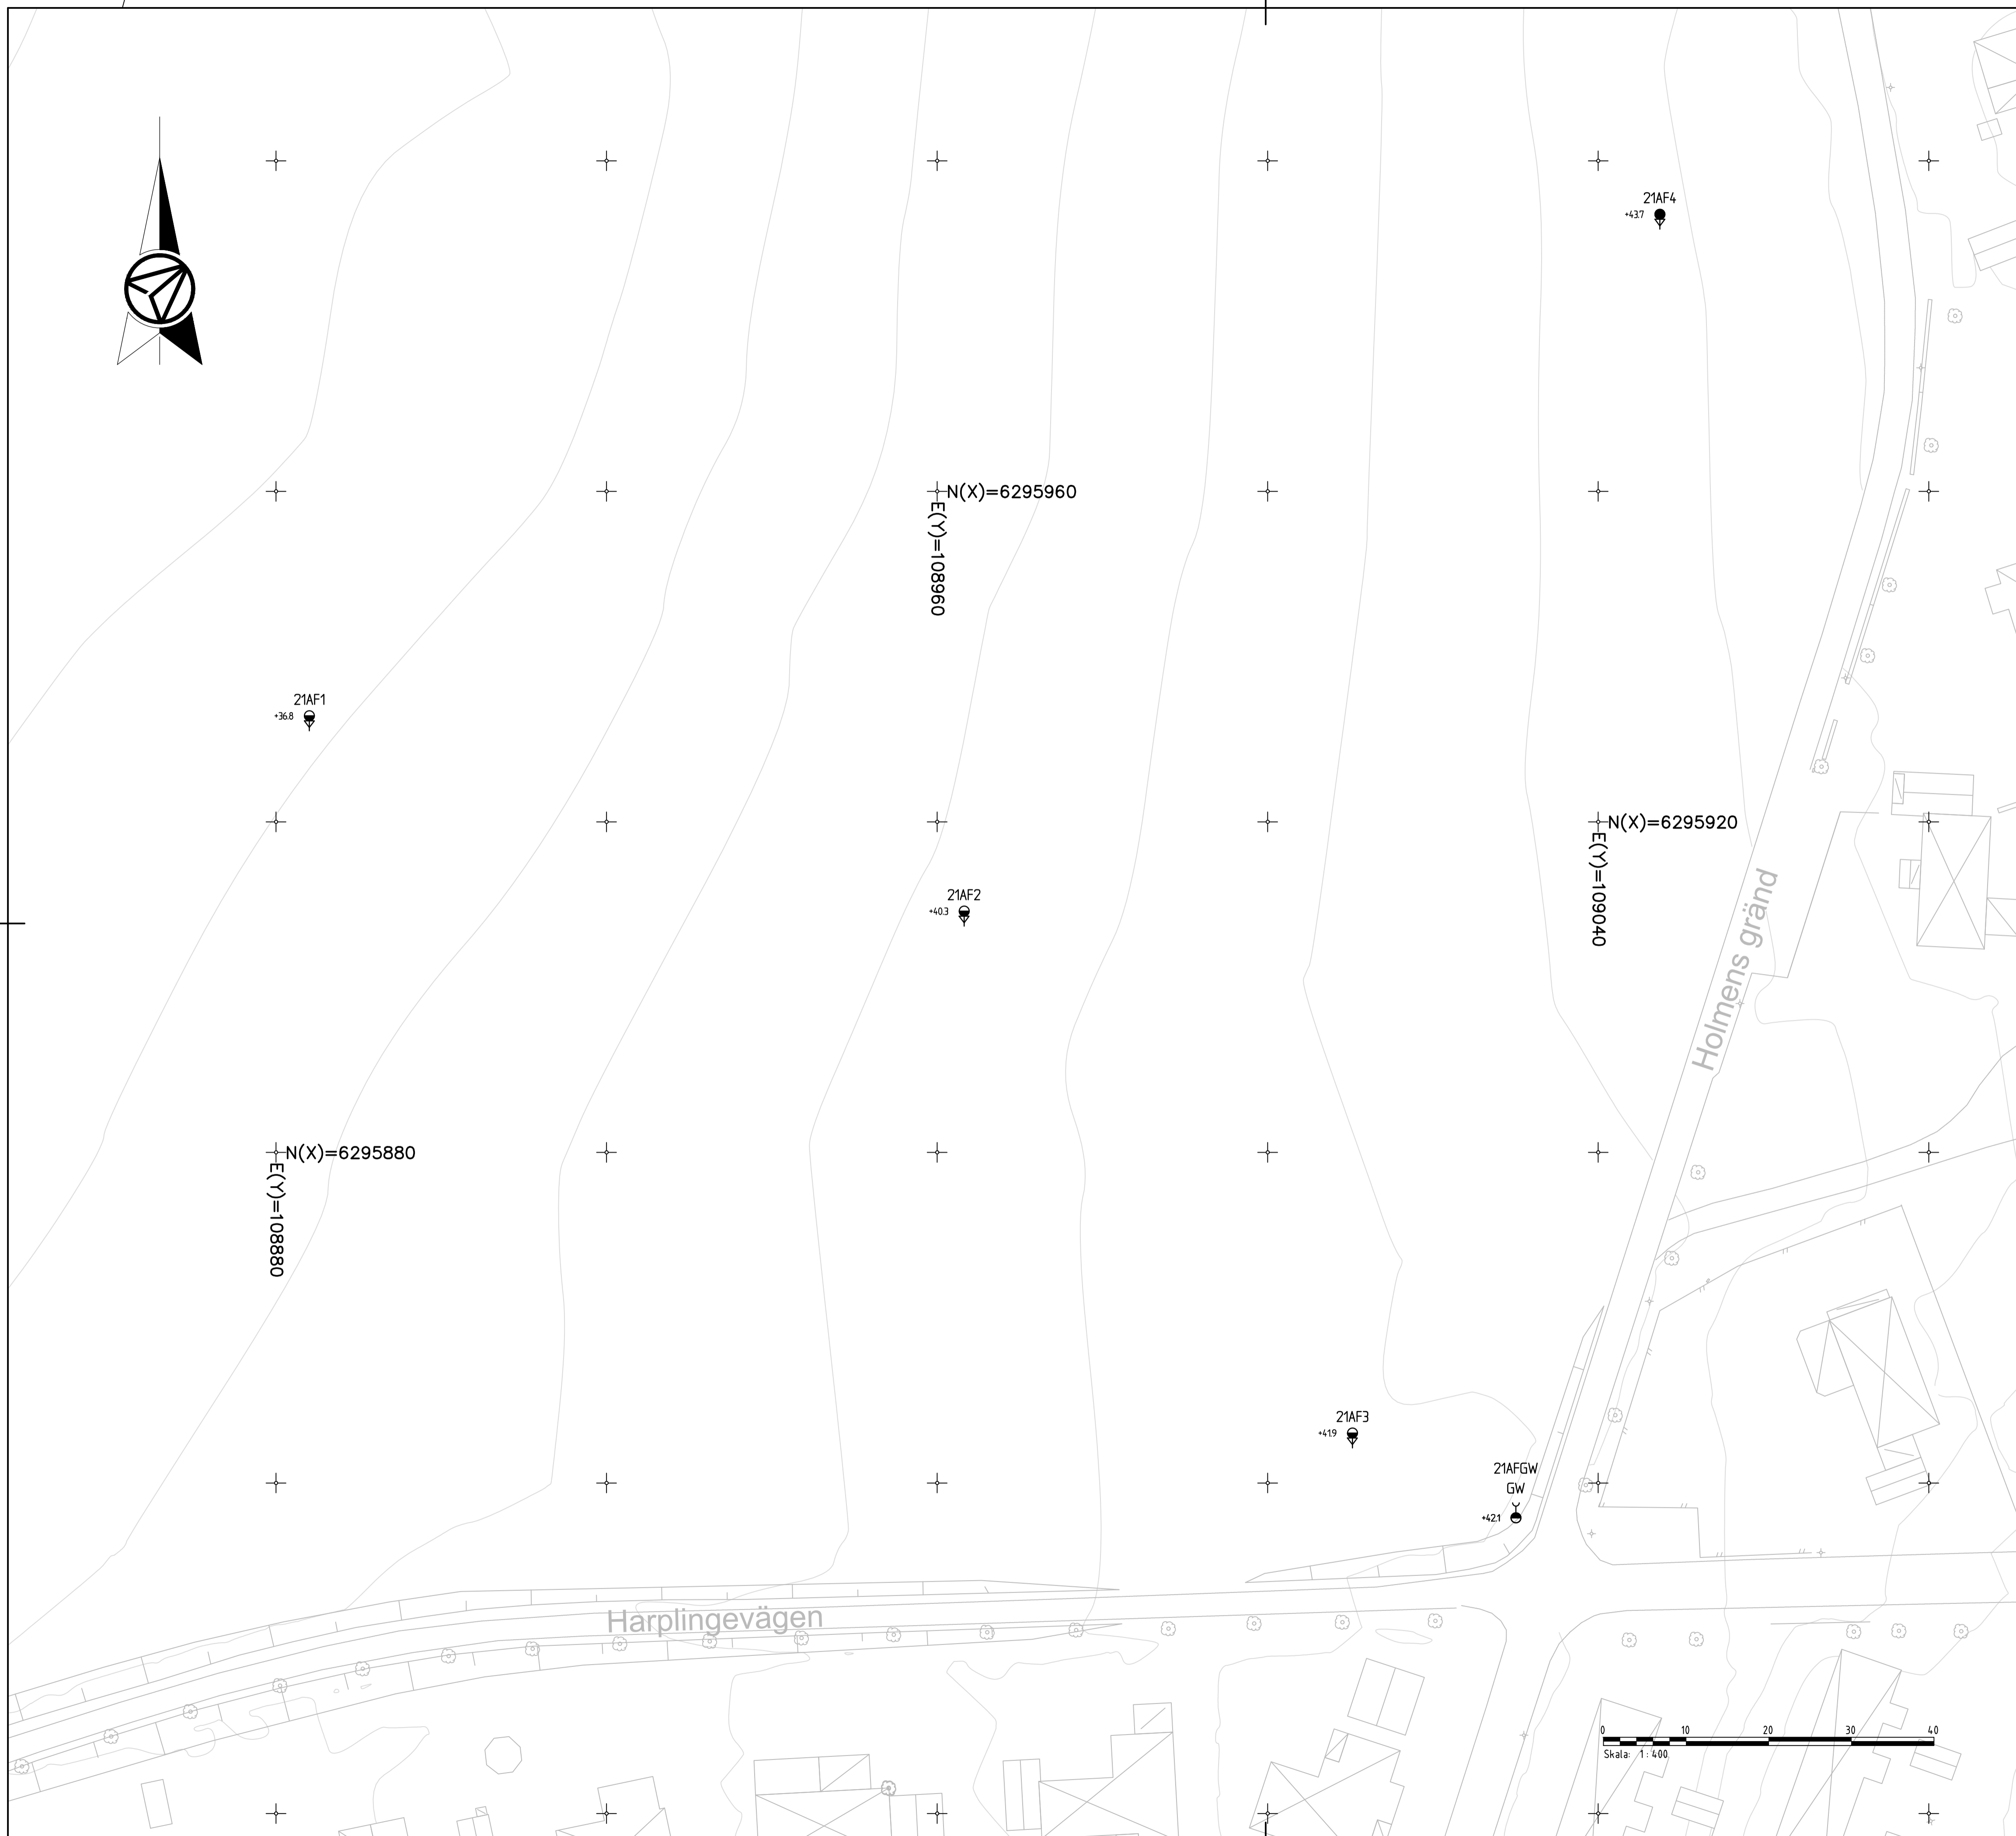 21AF4
+43.7
N(X)=6295960
E(Y)=108960
21AF1
+36.8
N(X)=6295920
E(Y)=109040
21AF2
+40.3
Holmens gränd
N(X)=6295880
E(Y)=108880
21AF3
+41.9
21AFGW
GW
+42.1
Harplingevägen
0 10 20 30 40
Skala: 1:400